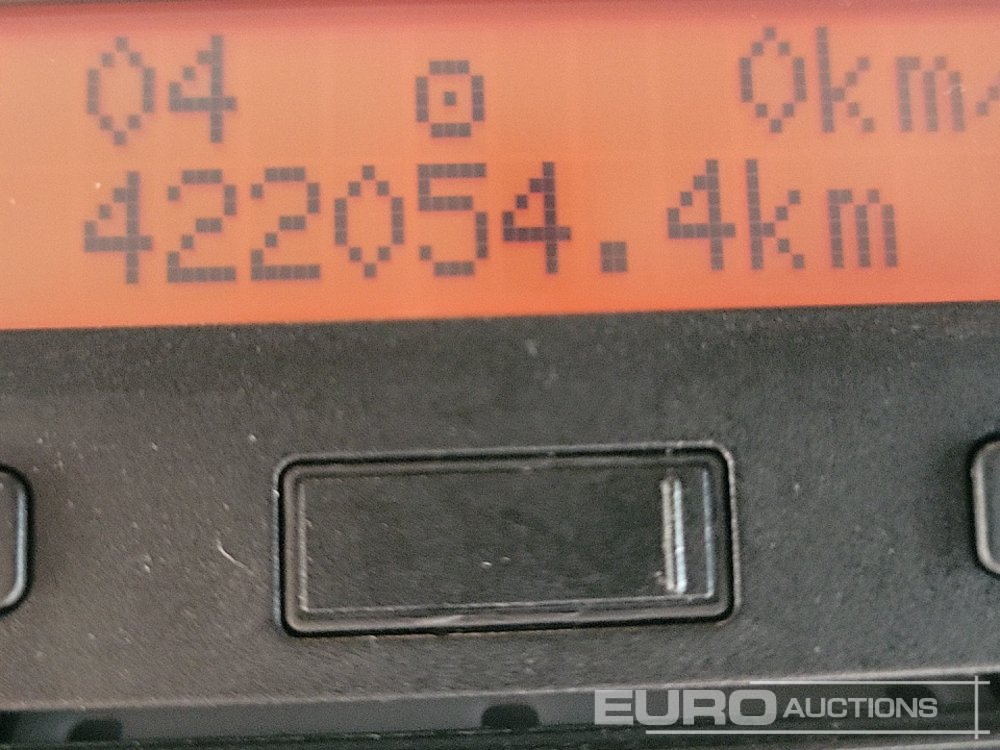 04 ⊙ 0km/
422054.4km
EURO AUCTIONS